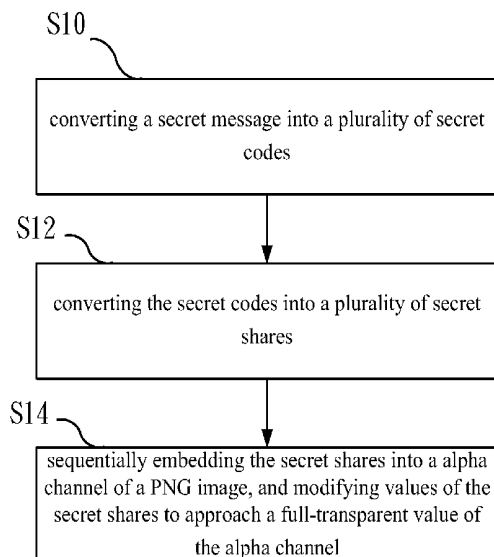 S10
converting a secret message into a plurality of secret
codes
S12
converting the secret codes into a plurality of secret
shares
S14
sequentially embedding the secret shares into a alpha
channel of a PNG image, and modifying values of the
secret shares to approach a full-transparent value of
the alpha channel